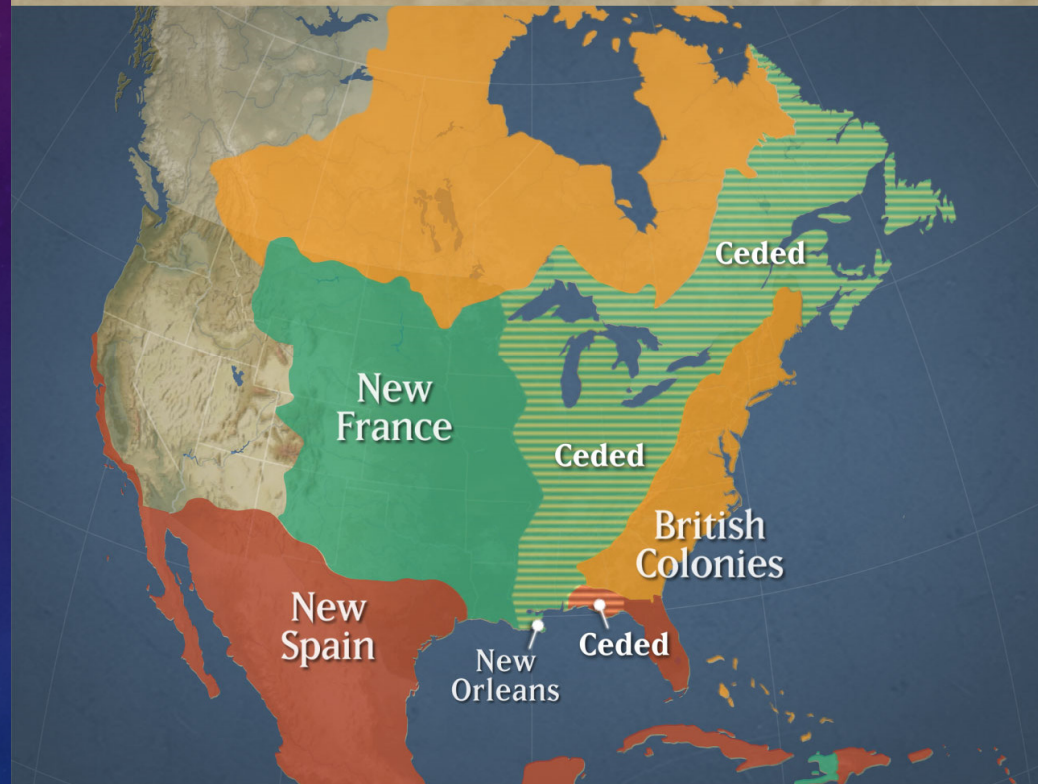 Ceded
New
France
Ceded
British
Colonies
New
Spain
Ceded
New
Orleans